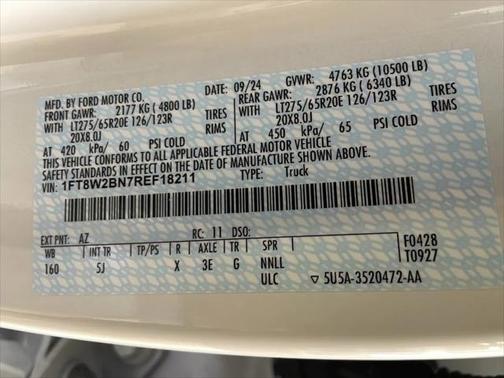 MFD. BY FORD MOTOR CO.
DATE: 09/24 GVWR: 4763 KG (10500 LB)
FRONT GAWR: 2177 KG (4800 LB) REAR GAWR: 2876 KG (6340 LB)
WITH LT275/65R20E 126/123R TIRES WITH LT275/65R20E 126/123R TIRES
20X8.0J RIMS 20X8.0J RIMS
AT 420 kPa/ 60 PSI COLD AT 450 kPa/ 65 PSI COLD
THIS VEHICLE CONFORMS TO ALL APPLICABLE FEDERAL MOTOR VEHICLE
SAFETY STANDARDS IN EFFECT ON THE DATE OF MANUFACTURE SHOWN ABOVE.
VIN: 1FT8W2BN7REF18211 TYPE: Truck
EXT PNT: AZ RC: 11 DSO: F0428
WB INT TR TP/PS R AXLE TR SPR T0927
160 5J X 3E G NNLL
ULC 5U5A-3520472-AA